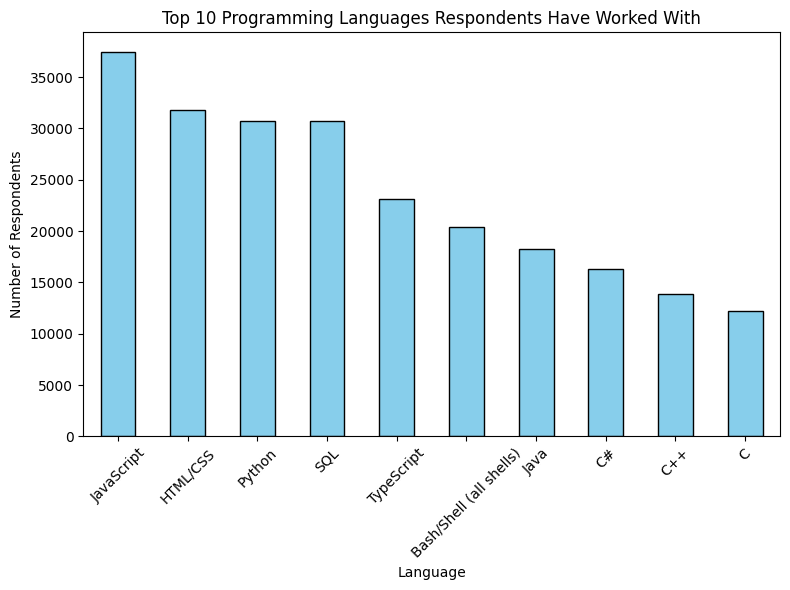 Top 10 Programming Languages Respondents Have Worked With
Number of Respondents
35000
30000
25000
20000
15000
10000
5000
0
JavaScript
HTML/CSS
Python
SQL
TypeScript
Bash/Shell (all shells)
Java
C#
C++
C
Language